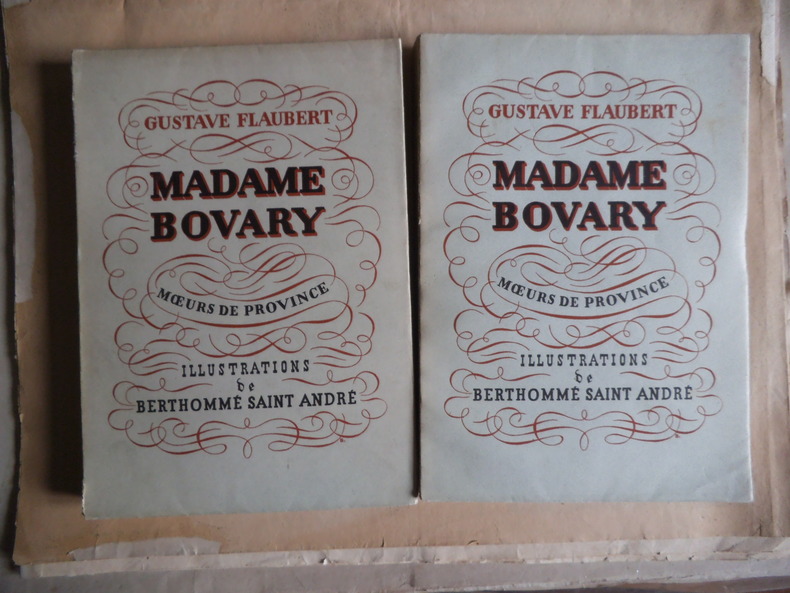 GUSTAVE FLAUBERT
MADAME
BOVARY
MŒURS DE PROVINCE
ILLUSTRATIONS
de
BERTHOMMÉ SAINT ANDRÉ
GUSTAVE FLAUBERT
MADAME
BOVARY
MŒURS DE PROVINCE
ILLUSTRATIONS
de
BERTHOMMÉ SAINT ANDRÉ